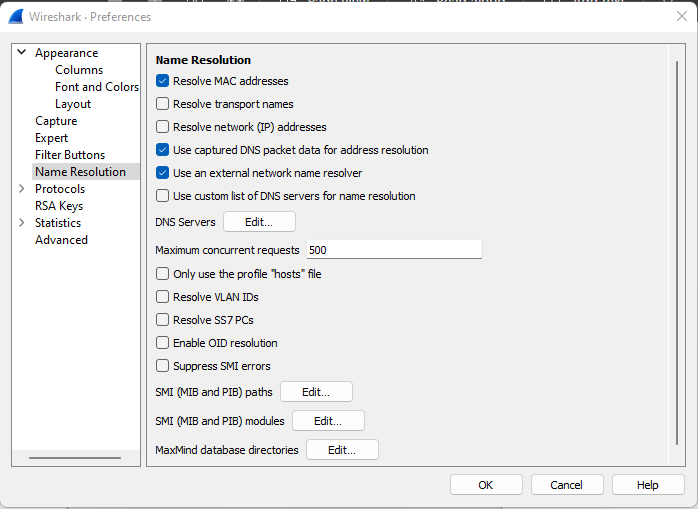 Wireshark · Preferences
Appearance
Columns
Font and Colors
Layout
Capture
Expert
Filter Buttons
Name Resolution
Protocols
RSA Keys
Statistics
Advanced
Name Resolution
Resolve MAC addresses
Resolve transport names
Resolve network (IP) addresses
Use captured DNS packet data for address resolution
Use an external network name resolver
Use custom list of DNS servers for name resolution
DNS Servers Edit...
Maximum concurrent requests 500
Only use the profile "hosts" file
Resolve VLAN IDs
Resolve SS7 PCs
Enable OID resolution
Suppress SMI errors
SMI (MIB and PIB) paths Edit...
SMI (MIB and PIB) modules Edit...
MaxMind database directories Edit...
OK Cancel Help